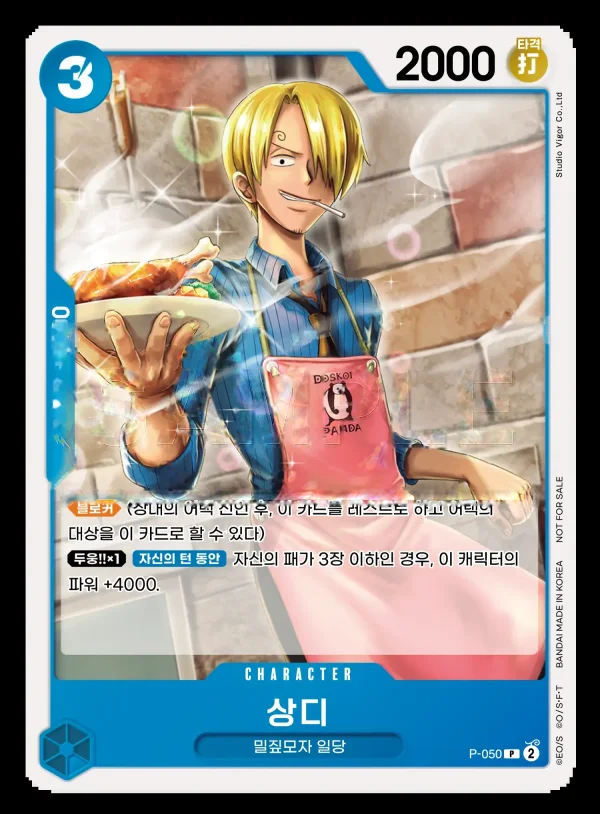 3
2000
타격
打
Studio Vigor Co.,Ltd
DOSKOI
PANDA
SAMPLE
블로커 (상대의 어택 선언 후, 이 카드를 레스트로 하고 어택의
대상을 이 카드로 할 수 있다)
두웅!!×1 자신의 턴 동안 자신의 패가 3장 이하인 경우, 이 캐릭터의
파워 +4000.
CHARACTER
상디
밀짚모자 일당
P-050 P 2
©EO/S ©O/S·F·T BANDAI MADE IN KOREA NOT FOR SALE